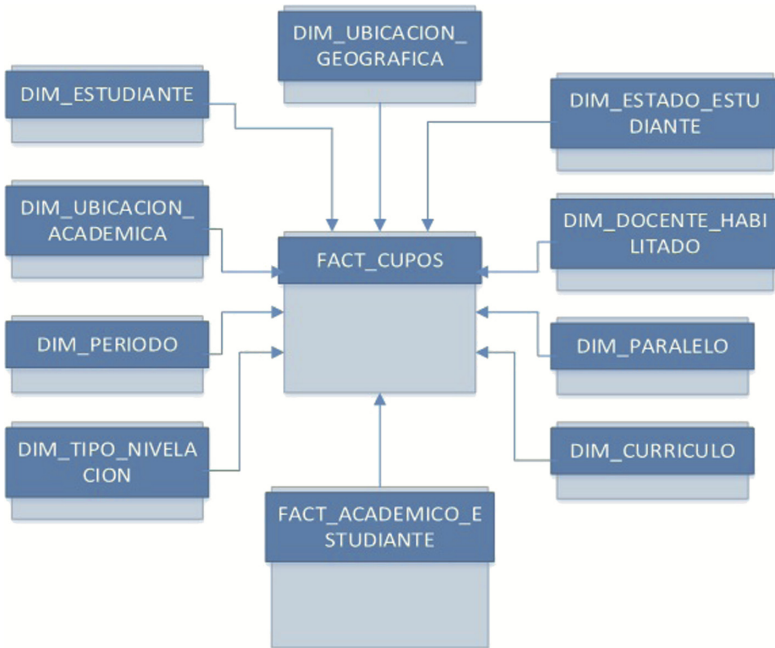 DIM_UBICACION_
GEOGRAFICA
DIM_ESTUDIANTE
DIM_ESTADO_ESTU
DIANTE
DIM_UBICACION_
ACADEMICA
DIM_DOCENTE_HABI
LITADO
FACT_CUPOS
DIM_PERIODO
DIM_PARALELO
DIM_TIPO_NIVELA
CION
DIM_CURRICULO
FACT_ACADEMICO_E
STUDIANTE